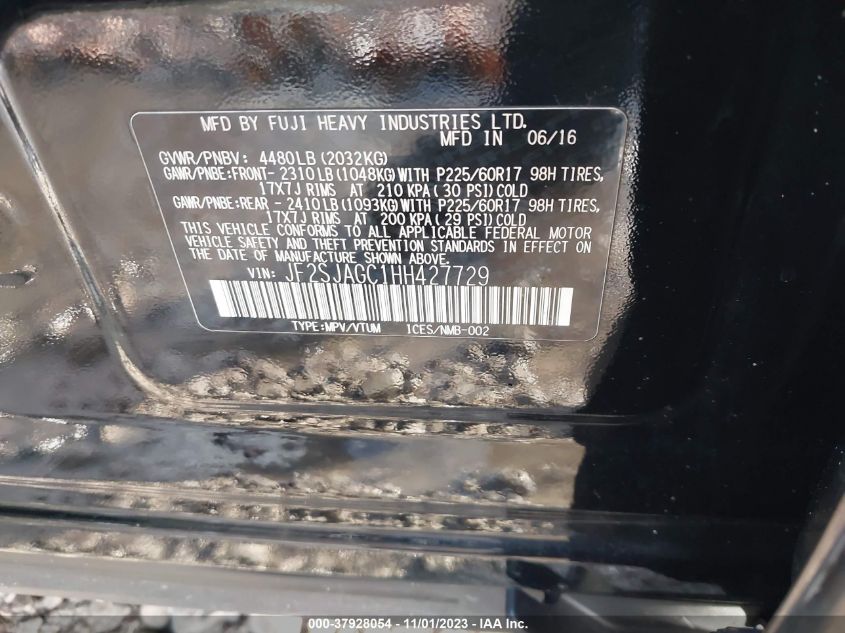 MFD BY FUJI HEAVY INDUSTRIES LTD.
MFD IN 06/16
GVWR/PNBV: 4480LB(2032KG)
GAWR/PNBE:FRONT- 2310LB(1048KG)WITH P225/60R17 98H TIRES,
17X7J RIMS AT 210 KPA(30 PSI)COLD
GAWR/PNBE:REAR - 2410LB(1093KG)WITH P225/60R17 98H TIRES,
17X7J RIMS AT 200 KPA(29 PSI)COLD
THIS VEHICLE CONFORMS TO ALL APPLICABLE FEDERAL MOTOR
VEHICLE SAFETY AND THEFT PREVENTION STANDARDS IN EFFECT ON
THE DATE OF MANUFACTURE SHOWN ABOVE.
VIN: JF2SJAGC1HH427729
TYPE:MPV/VTUM 1CES/NMB-002
000-37928054 - 11/01/2023 - IAA Inc.